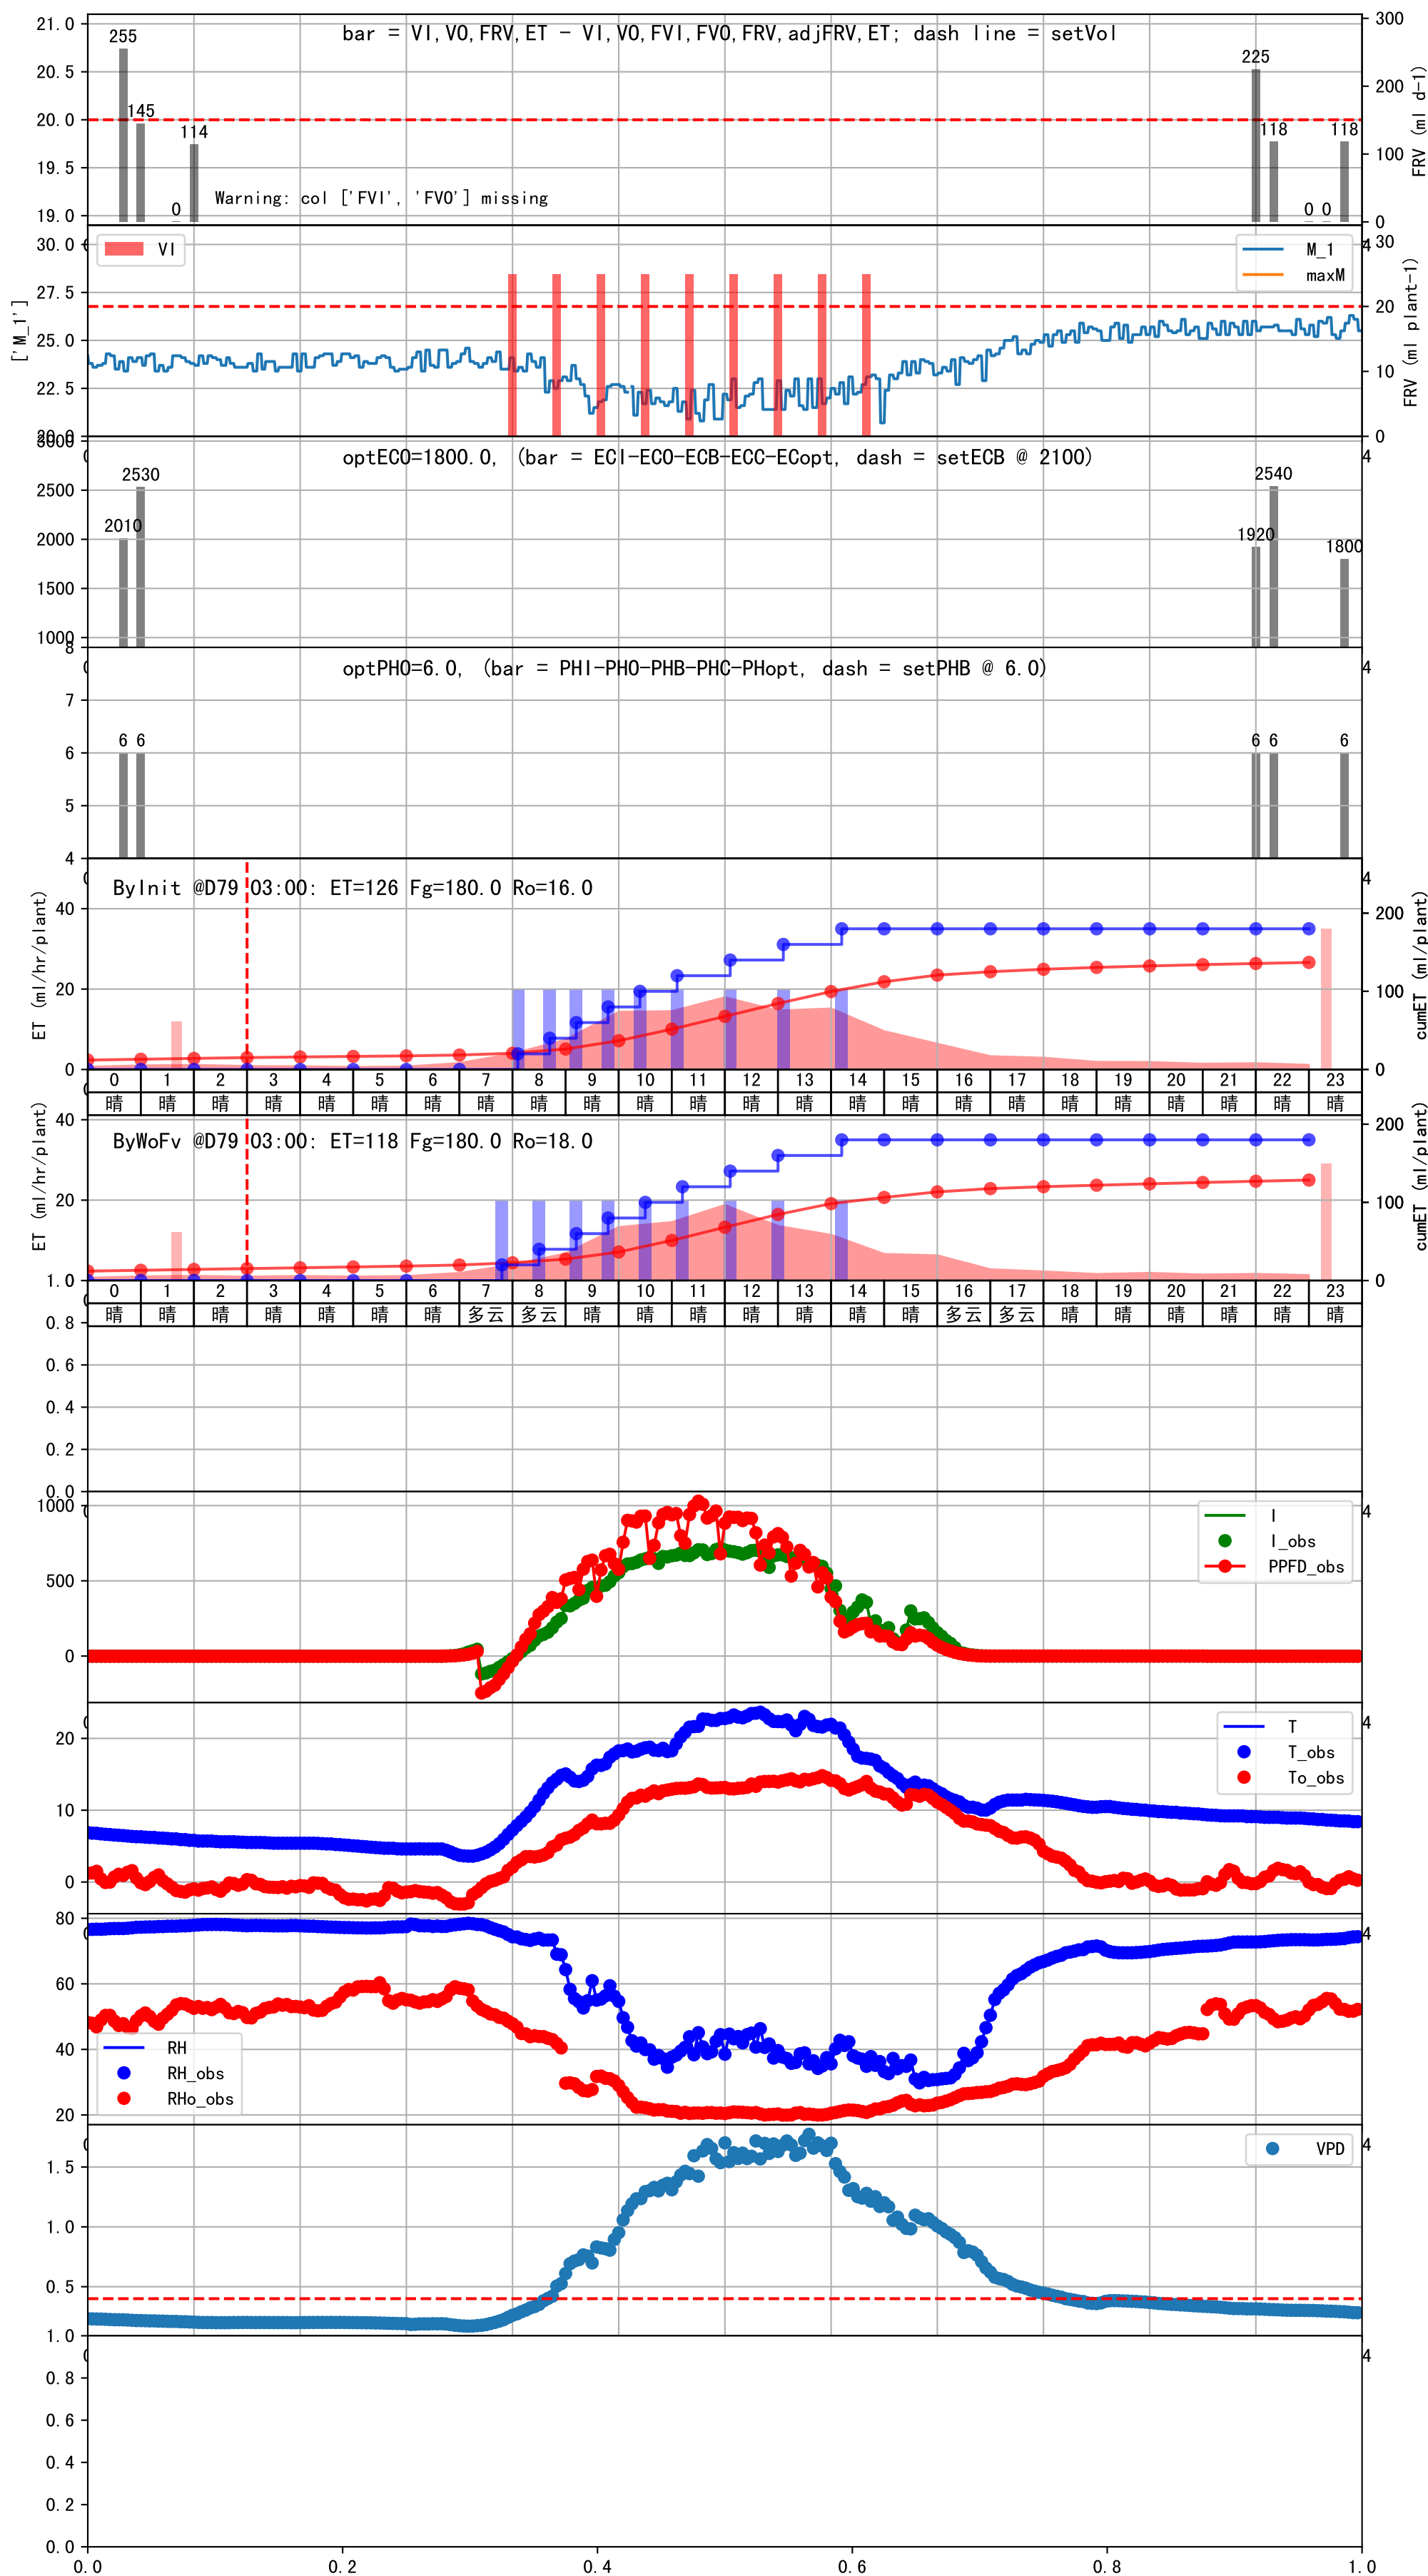 bar = VI,VO,FRV,ET - VI,VO,FVI,FVO,FRV,adjFRV,ET; dash line = setVol
21.0
20.5
20.0
19.5
19.0
255
145
0
114
225
118
0
0
118
Warning: col ['FVI', 'FVO'] missing
300
200
100
0
FRV (ml d-1)
['M_1']
30.0
27.5
25.0
22.5
20.0
VI
M_1
maxM
4
30
20
10
0
FRV (ml plant-1)
optECO=1800.0, (bar = ECI-ECO-ECB-ECC-ECopt, dash = setECB @ 2100)
3000
2500
2000
1500
1000
2010
2530
1920
2540
1800
4
optPHO=6.0, (bar = PHI-PHO-PHB-PHC-PHopt, dash = setPHB @ 6.0)
8
7
6
5
4
6
6
6
6
6
4
ByInit @D79 03:00: ET=126 Fg=180.0 Ro=16.0
ET (ml/hr/plant)
40
20
0
4
200
100
0
cumET (ml/plant)
0 1 2 3 4 5 6 7 8 9 10 11 12 13 14 15 16 17 18 19 20 21 22 23
晴 晴 晴 晴 晴 晴 晴 晴 晴 晴 晴 晴 晴 晴 晴 晴 晴 晴 晴 晴 晴 晴 晴 晴
ByWoFv @D79 03:00: ET=118 Fg=180.0 Ro=18.0
ET (ml/hr/plant)
40
20
200
100
0
cumET (ml/plant)
0 1 2 3 4 5 6 7 8 9 10 11 12 13 14 15 16 17 18 19 20 21 22 23
晴 晴 晴 晴 晴 晴 晴 多云 多云 晴 晴 晴 晴 晴 晴 晴 多云 多云 晴 晴 晴 晴 晴 晴
1.0
0.8
0.6
0.4
0.2
0.0
1000
500
0
4
I
I_obs
PPFD_obs
20
10
0
4
T
T_obs
To_obs
80
60
40
20
4
RH
RH_obs
RHo_obs
1.5
1.0
0.5
4
VPD
1.0
0.8
0.6
0.4
0.2
0.0
4
0.0 0.2 0.4 0.6 0.8 1.0